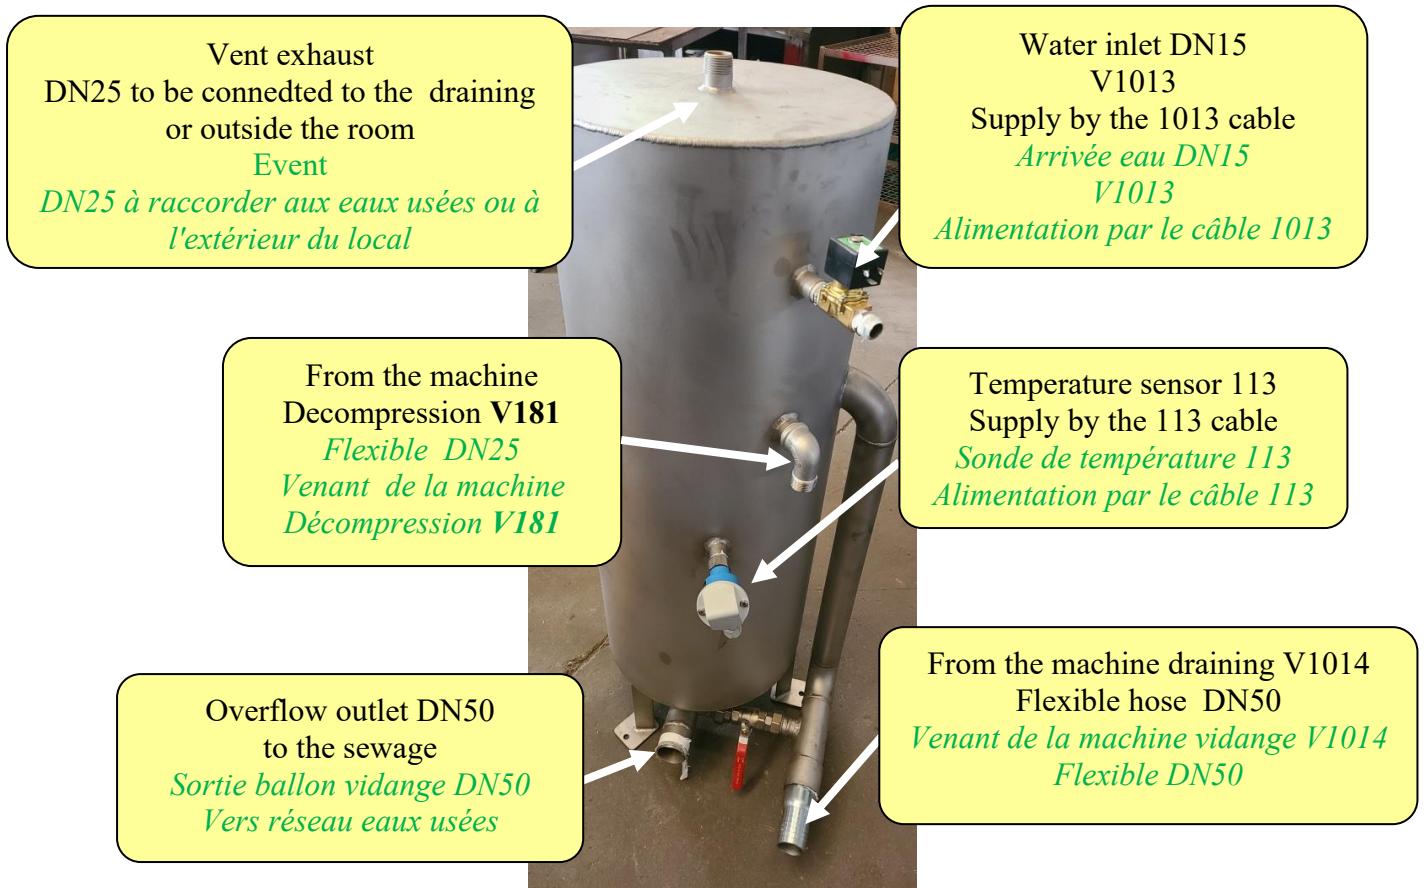 Vent exhaust
DN25 to be connedted to the draining
or outside the room
Event
DN25 à raccorder aux eaux usées ou à
l'extérieur du local
Water inlet DN15
V1013
Supply by the 1013 cable
Arrivée eau DN15
V1013
Alimentation par le câble 1013
From the machine
Decompression V181
Flexible DN25
Venant de la machine
Décompression V181
Temperature sensor 113
Supply by the 113 cable
Sonde de température 113
Alimentation par le câble 113
Overflow outlet DN50
to the sewage
Sortie ballon vidange DN50
Vers réseau eaux usées
From the machine draining V1014
Flexible hose DN50
Venant de la machine vidange V1014
Flexible DN50